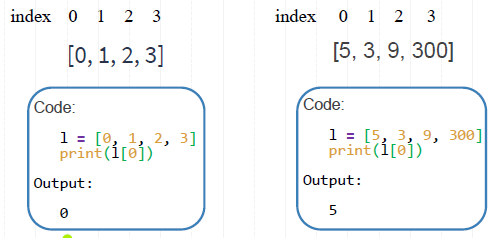 index 0 1 2 3
[0, 1, 2, 3]
Code:
l = [0, 1, 2, 3]
print(l[0])
Output:
0
index 0 1 2 3
[5, 3, 9, 300]
Code:
l = [5, 3, 9, 300]
print(l[0])
Output:
5